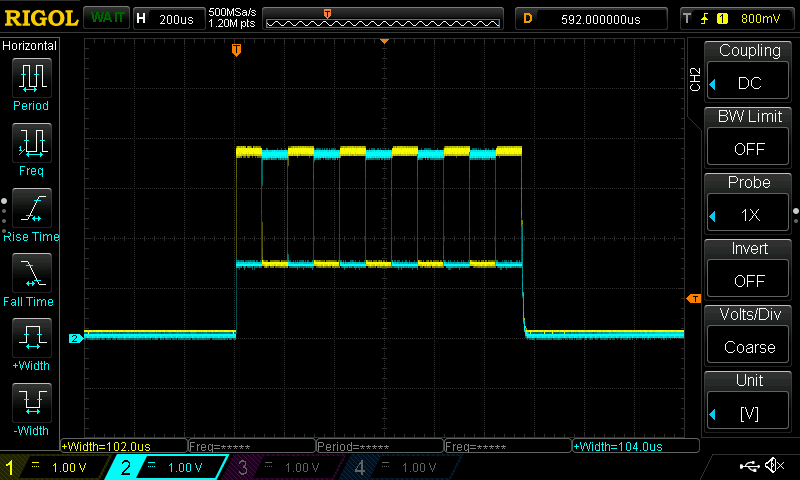 RIGOL WAIT H 200us 500MSa/s D 592.000000us T 1 800mV
1.20M pts
Horizontal
Period
Freq
Rise Time
Fall Time
+Width
-Width
T
T
2
CH2
Coupling
DC
BW Limit
OFF
Probe
1X
Invert
OFF
Volts/Div
Coarse
Unit
[V]
+Width=102.0us Freq=***** Period=***** Freq=***** +Width=104.0us
1 1.00 V 2 1.00 V 3 1.00 V 4 1.00 V